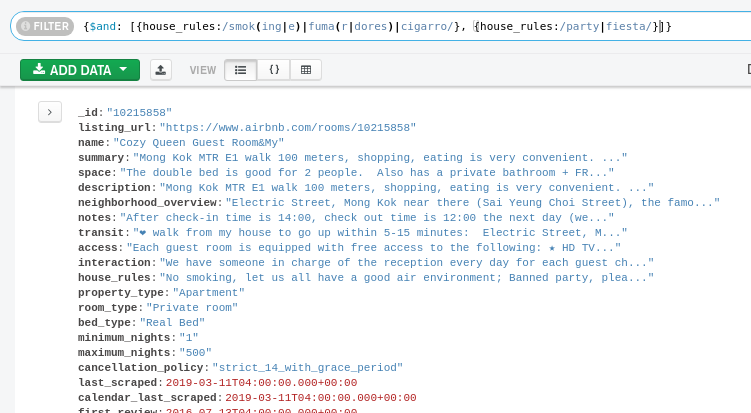 FILTER {$and: [{house_rules:/smok(ing|e)|fuma(r|dores)|cigarro/}, {house_rules:/party|fiesta/}]}
ADD DATA VIEW {}
_id:"10215858"
listing_url:"https://www.airbnb.com/rooms/10215858"
name:"Cozy Queen Guest Room&My"
summary:"Mong Kok MTR E1 walk 100 meters, shopping, eating is very convenient. ..."
space:"The double bed is good for 2 people.  Also has a private bathroom + FR..."
description:"Mong Kok MTR E1 walk 100 meters, shopping, eating is very convenient. ..."
neighborhood_overview:"Electric Street, Mong Kok near there (Sai Yeung Choi Street), the famo..."
notes:"After check-in time is 14:00, check out time is 12:00 the next day (we..."
transit:"❤ walk from my house to go up within 5-15 minutes:  Electric Street, M..."
access:"Each guest room is equipped with free access to the following: ★ HD TV..."
interaction:"We have someone in charge of the reception every day for each guest ch..."
house_rules:"No smoking, let us all have a good air environment; Banned party, plea..."
property_type:"Apartment"
room_type:"Private room"
bed_type:"Real Bed"
minimum_nights:"1"
maximum_nights:"500"
cancellation_policy:"strict_14_with_grace_period"
last_scraped:2019-03-11T04:00:00.000+00:00
calendar_last_scraped:2019-03-11T04:00:00.000+00:00
first_review:2016-07-13T04:00:00.000+00:00